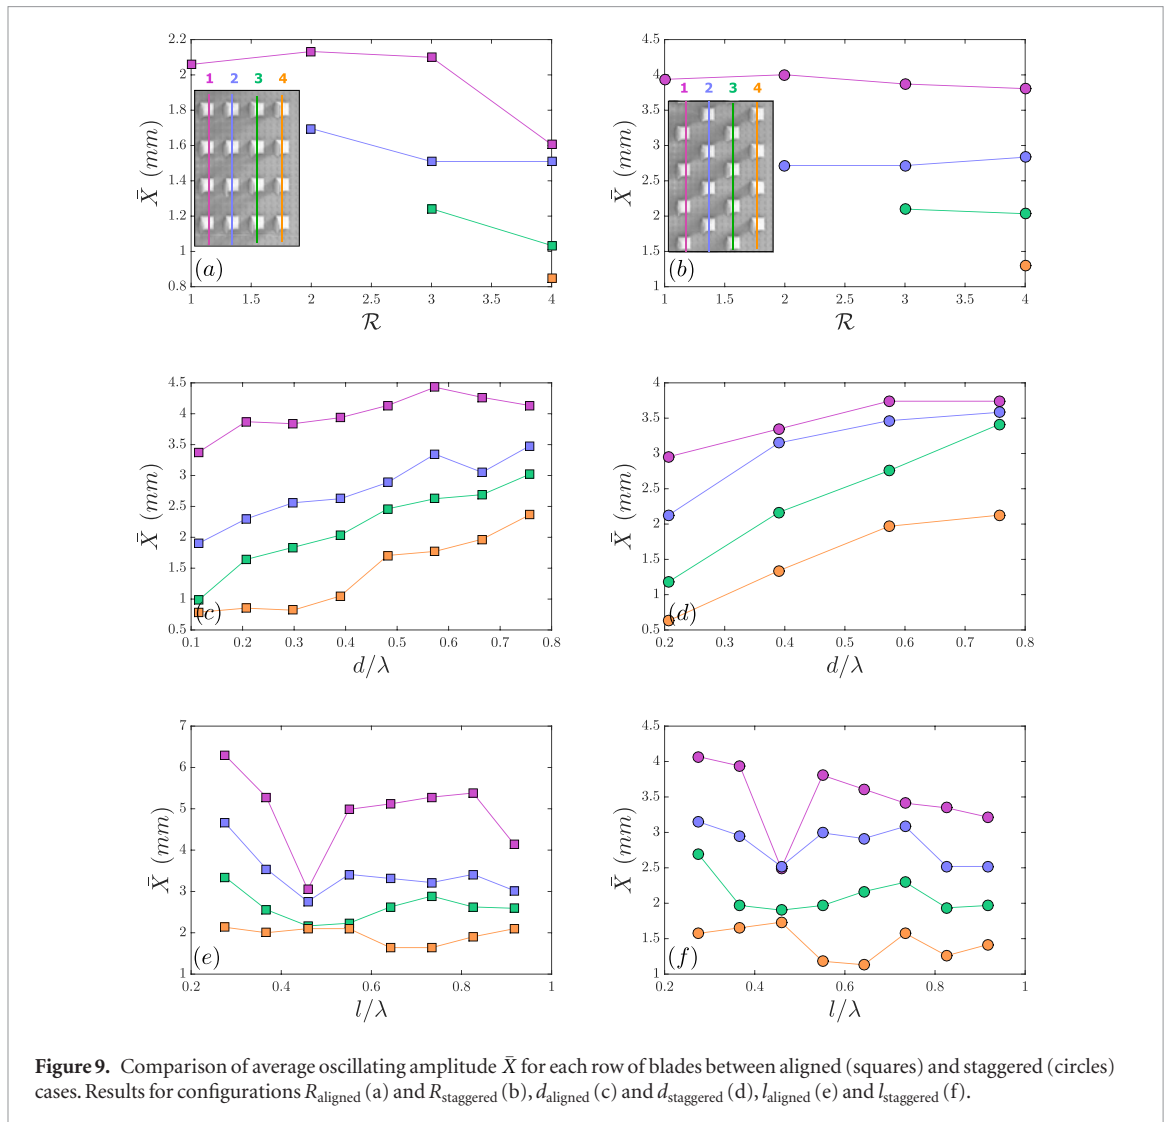 2.2
2
1.8
1.6
1.4
1.2
1
0.8
X̄ (mm)
1 2 3 4
(a)
1 1.5 2 2.5 3 3.5 4
R
4.5
4
3.5
3
2.5
2
1.5
1
X̄ (mm)
1 2 3 4
(b)
1 1.5 2 2.5 3 3.5 4
R
4.5
4
3.5
3
2.5
2
1.5
1
0.5
X̄ (mm)
(c)
0.1 0.2 0.3 0.4 0.5 0.6 0.7 0.8
d/λ
4
3.5
3
2.5
2
1.5
1
0.5
X̄ (mm)
(d)
0.2 0.3 0.4 0.5 0.6 0.7 0.8
d/λ
7
6
5
4
3
2
1
X̄ (mm)
(e)
0.2 0.4 0.6 0.8 1
l/λ
4.5
4
3.5
3
2.5
2
1.5
1
X̄ (mm)
(f)
0.2 0.4 0.6 0.8 1
l/λ
Figure 9. Comparison of average oscillating amplitude X̄ for each row of blades between aligned (squares) and staggered (circles)
cases. Results for configurations R_aligned (a) and R_staggered (b), d_aligned (c) and d_staggered (d), l_aligned (e) and l_staggered (f).